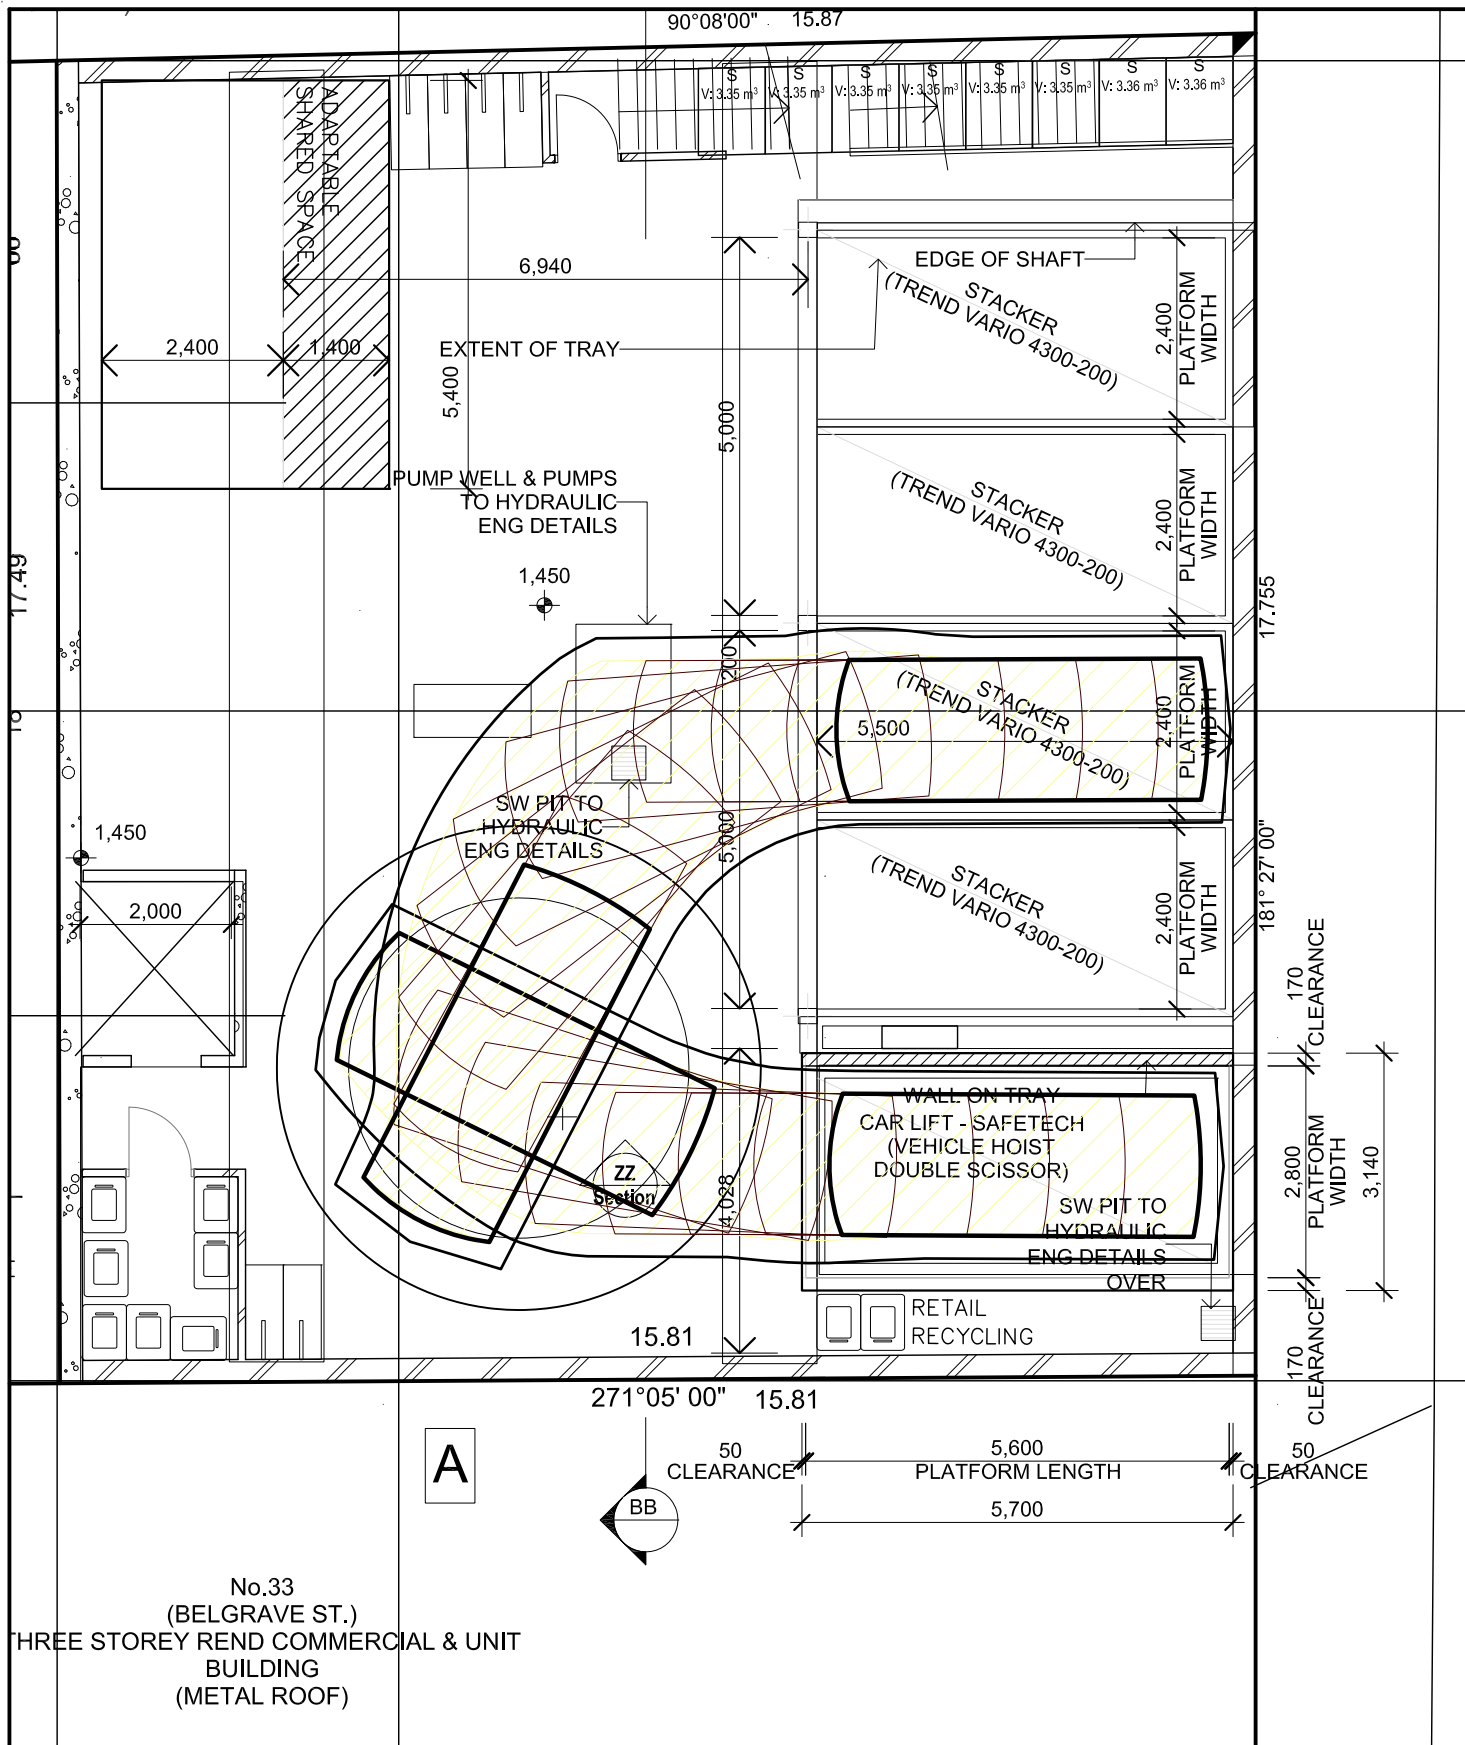 90°08'00" 15.87
S S S S S S S S
V: 3.35 m³ V: 3.35 m³ V: 3.35 m³ V: 3.35 m³ V: 3.35 m³ V: 3.35 m³ V: 3.36 m³ V: 3.36 m³
ADAPTABLE
SHARED SPACE
6,940
EDGE OF SHAFT
STACKER
(TREND VARIO 4300-200)
2,400
PLATFORM
WIDTH
2,400
1,400
EXTENT OF TRAY
5,400
5,000
PUMP WELL & PUMPS
TO HYDRAULIC
ENG DETAILS
STACKER
(TREND VARIO 4300-200)
2,400
PLATFORM
WIDTH
17.49
1,450
17.755
200
STACKER
(TREND VARIO 4300-200)
5,500
2,400
PLATFORM
WIDTH
SW PIT TO
HYDRAULIC
ENG DETAILS
5,000
1,450
STACKER
(TREND VARIO 4300-200)
2,400
PLATFORM
WIDTH
181° 27' 00"
2,000
170
CLEARANCE
WALL ON TRAY
CAR LIFT - SAFETECH
(VEHICLE HOIST
DOUBLE SCISSOR)
ZZ
Section
4,028
2,800
PLATFORM
WIDTH
3,140
SW PIT TO
HYDRAULIC
ENG DETAILS
OVER
RETAIL
RECYCLING
15.81
170
CLEARANCE
271°05' 00" 15.81
A
50
CLEARANCE
5,600
PLATFORM LENGTH
50
CLEARANCE
5,700
BB
No.33
(BELGRAVE ST.)
THREE STOREY REND COMMERCIAL & UNIT
BUILDING
(METAL ROOF)